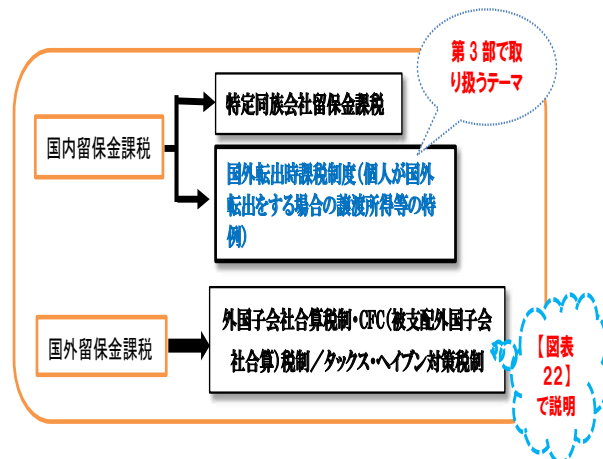 第3部で取
り扱うテーマ
特定同族会社留保金課税
国内留保金課税
国外転出時課税制度(個人が国外
転出をする場合の譲渡所得等の特
例)
外国子会社合算税制・CFC(被支配外国子会
社合算)税制／タックス・ヘイブン対策税制
国外留保金課税
【図表
22】
で説明